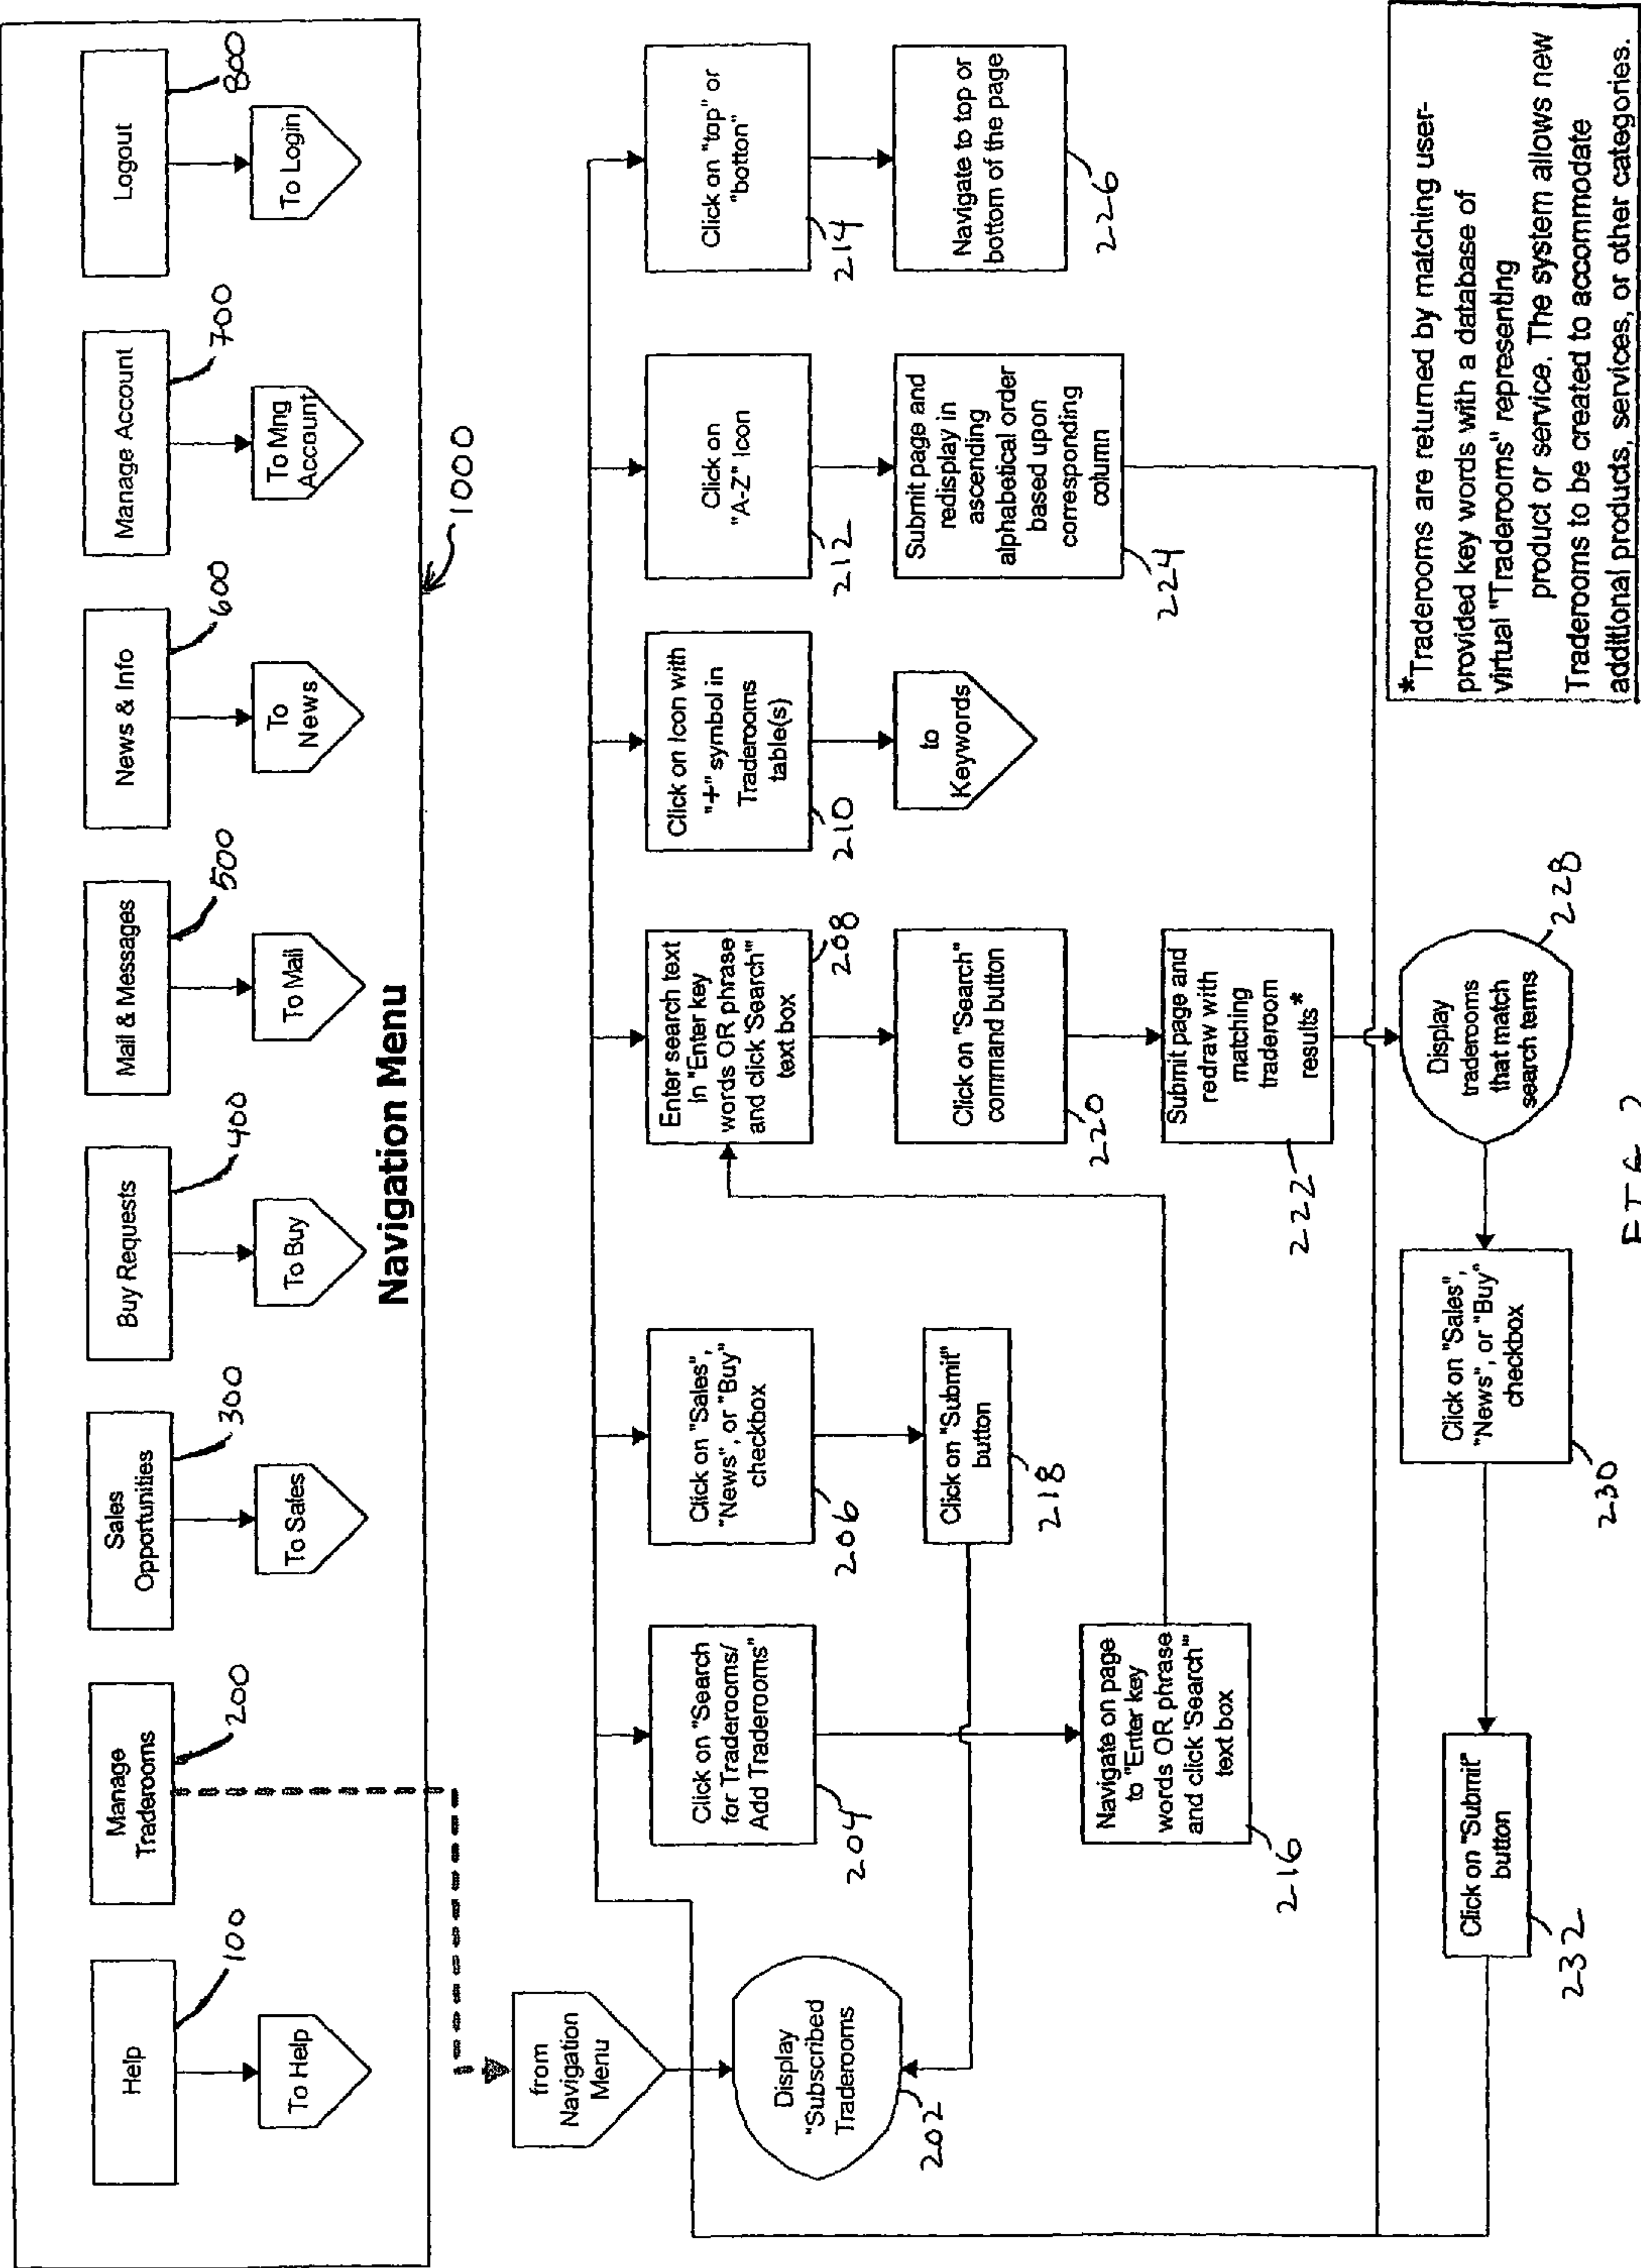 Help
100
To Help
Manage
Traderooms
200
Sales
Opportunities
300
To Sales
Buy Requests
400
To Buy
Mail & Messages
500
To Mail
News & Info
600
To
News
Manage Account
700
To Mng
Account
Logout
800
To Login
Navigation Menu
1000
from
Navigation
Menu
Display
"Subscribed
Traderooms
202
Click on "Search
for Traderooms/
Add Traderooms"
204
Navigate on page
to "Enter key
words OR phrase
and click 'Search'"
text box
216
Click on "Sales",
"News", or "Buy"
checkbox
206
Click on "Submit"
button
218
Enter search text
in "Enter key
words OR phrase
and click 'Search'"
text box
208
Click on "Search"
command button
220
Submit page and
redraw with
matching
traderoom
results*
222
Click on Icon with
"+" symbol in
Traderooms
table(s)
210
to
Keywords
Click on
"A-Z" Icon
212
Submit page and
redisplay in
ascending
alphabetical order
based upon
corresponding
column
224
Click on "top" or
"botton"
214
Navigate to top or
bottom of the page
226
Display
traderooms
that match
search terms
228
Click on "Sales",
"News", or "Buy"
checkbox
230
Click on "Submit"
button
232
*Traderooms are returned by matching user-
provided key words with a database of
virtual "Traderooms" representing
product or service. The system allows new
Traderooms to be created to accommodate
additional products, services, or other categories.